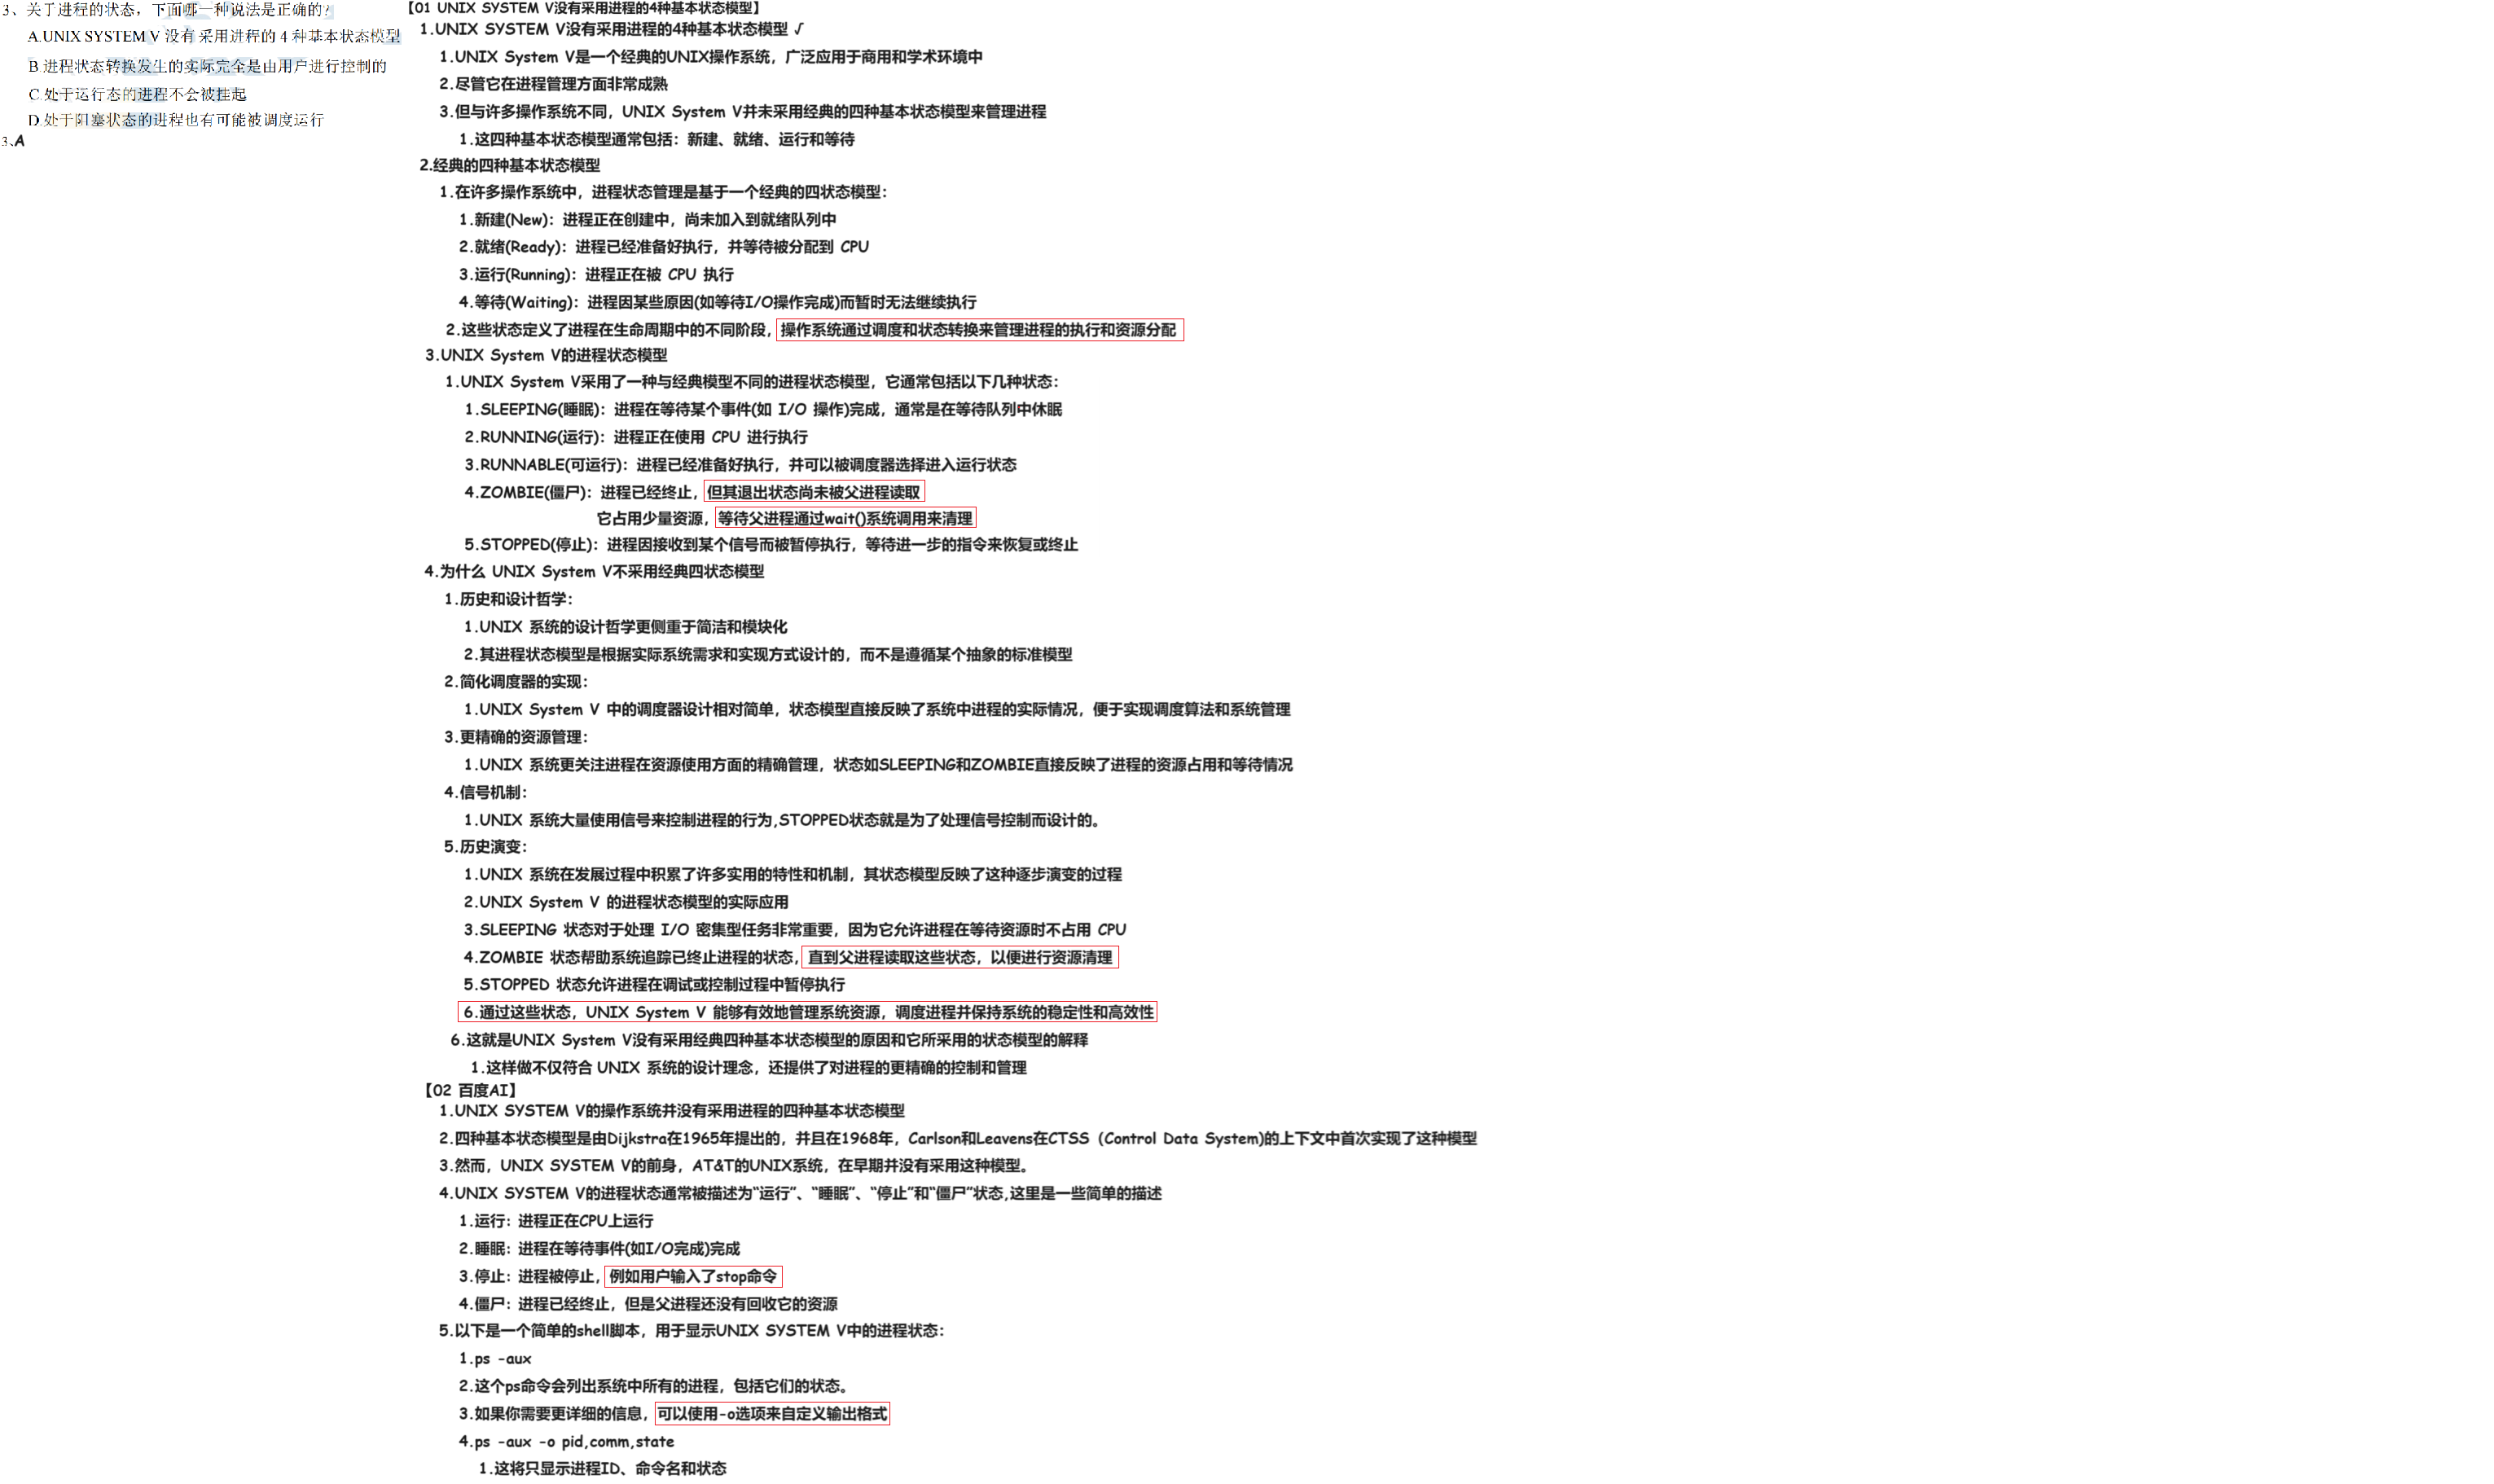 3、关于进程的状态，下面哪一种说法是正确的?
A.UNIX SYSTEM V 没有采用进程的 4 种基本状态模型
B.进程状态转换发生的实际完全是由用户进行控制的
C.处于运行态的进程不会被挂起
D.处于阻塞状态的进程也有可能被调度运行
3、A
【01 UNIX SYSTEM V没有采用进程的4种基本状态模型】
1.UNIX SYSTEM V没有采用进程的4种基本状态模型 √
1.UNIX System V是一个经典的UNIX操作系统，广泛应用于商用和学术环境中
2.尽管它在进程管理方面非常成熟
3.但与许多操作系统不同，UNIX System V并未采用经典的四种基本状态模型来管理进程
1.这四种基本状态模型通常包括：新建、就绪、运行和等待
2.经典的四种基本状态模型
1.在许多操作系统中，进程状态管理是基于一个经典的四状态模型：
1.新建(New)：进程正在创建中，尚未加入到就绪队列中
2.就绪(Ready)：进程已经准备好执行，并等待被分配到 CPU
3.运行(Running)：进程正在被 CPU 执行
4.等待(Waiting)：进程因某些原因(如等待I/O操作完成)而暂时无法继续执行
2.这些状态定义了进程在生命周期中的不同阶段，操作系统通过调度和状态转换来管理进程的执行和资源分配
3.UNIX System V的进程状态模型
1.UNIX System V采用了一种与经典模型不同的进程状态模型，它通常包括以下几种状态：
1.SLEEPING(睡眠)：进程在等待某个事件(如 I/O 操作)完成，通常是在等待队列中休眠
2.RUNNING(运行)：进程正在使用 CPU 进行执行
3.RUNNABLE(可运行)：进程已经准备好执行，并可以被调度器选择进入运行状态
4.ZOMBIE(僵尸)：进程已经终止，但其退出状态尚未被父进程读取
它占用少量资源，等待父进程通过wait()系统调用来清理
5.STOPPED(停止)：进程因接收到某个信号而被暂停执行，等待进一步的指令来恢复或终止
4.为什么 UNIX System V不采用经典四状态模型
1.历史和设计哲学：
1.UNIX 系统的设计哲学更侧重于简洁和模块化
2.其进程状态模型是根据实际系统需求和实现方式设计的，而不是遵循某个抽象的标准模型
2.简化调度器的实现：
1.UNIX System V 中的调度器设计相对简单，状态模型直接反映了系统中进程的实际情况，便于实现调度算法和系统管理
3.更精确的资源管理：
1.UNIX 系统更关注进程在资源使用方面的精确管理，状态如SLEEPING和ZOMBIE直接反映了进程的资源占用和等待情况
4.信号机制：
1.UNIX 系统大量使用信号来控制进程的行为,STOPPED状态就是为了处理信号控制而设计的。
5.历史演变：
1.UNIX 系统在发展过程中积累了许多实用的特性和机制，其状态模型反映了这种逐步演变的过程
2.UNIX System V 的进程状态模型的实际应用
3.SLEEPING 状态对于处理 I/O 密集型任务非常重要，因为它允许进程在等待资源时不占用 CPU
4.ZOMBIE 状态帮助系统追踪已终止进程的状态，直到父进程读取这些状态，以便进行资源清理
5.STOPPED 状态允许进程在调试或控制过程中暂停执行
6.通过这些状态，UNIX System V 能够有效地管理系统资源，调度进程并保持系统的稳定性和高效性
6.这就是UNIX System V没有采用经典四种基本状态模型的原因和它所采用的状态模型的解释
1.这样做不仅符合 UNIX 系统的设计理念，还提供了对进程的更精确的控制和管理
【02 百度AI】
1.UNIX SYSTEM V的操作系统并没有采用进程的四种基本状态模型
2.四种基本状态模型是由Dijkstra在1965年提出的，并且在1968年，Carlson和Leavens在CTSS（Control Data System)的上下文中首次实现了这种模型
3.然而，UNIX SYSTEM V的前身，AT&T的UNIX系统，在早期并没有采用这种模型。
4.UNIX SYSTEM V的进程状态通常被描述为“运行”、“睡眠”、“停止”和“僵尸”状态,这里是一些简单的描述
1.运行：进程正在CPU上运行
2.睡眠：进程在等待事件(如I/O完成)完成
3.停止：进程被停止，例如用户输入了stop命令
4.僵尸：进程已经终止，但是父进程还没有回收它的资源
5.以下是一个简单的shell脚本，用于显示UNIX SYSTEM V中的进程状态：
1.ps -aux
2.这个ps命令会列出系统中所有的进程，包括它们的状态。
3.如果你需要更详细的信息，可以使用-o选项来自定义输出格式
4.ps -aux -o pid,comm,state
1.这将只显示进程ID、命令名和状态